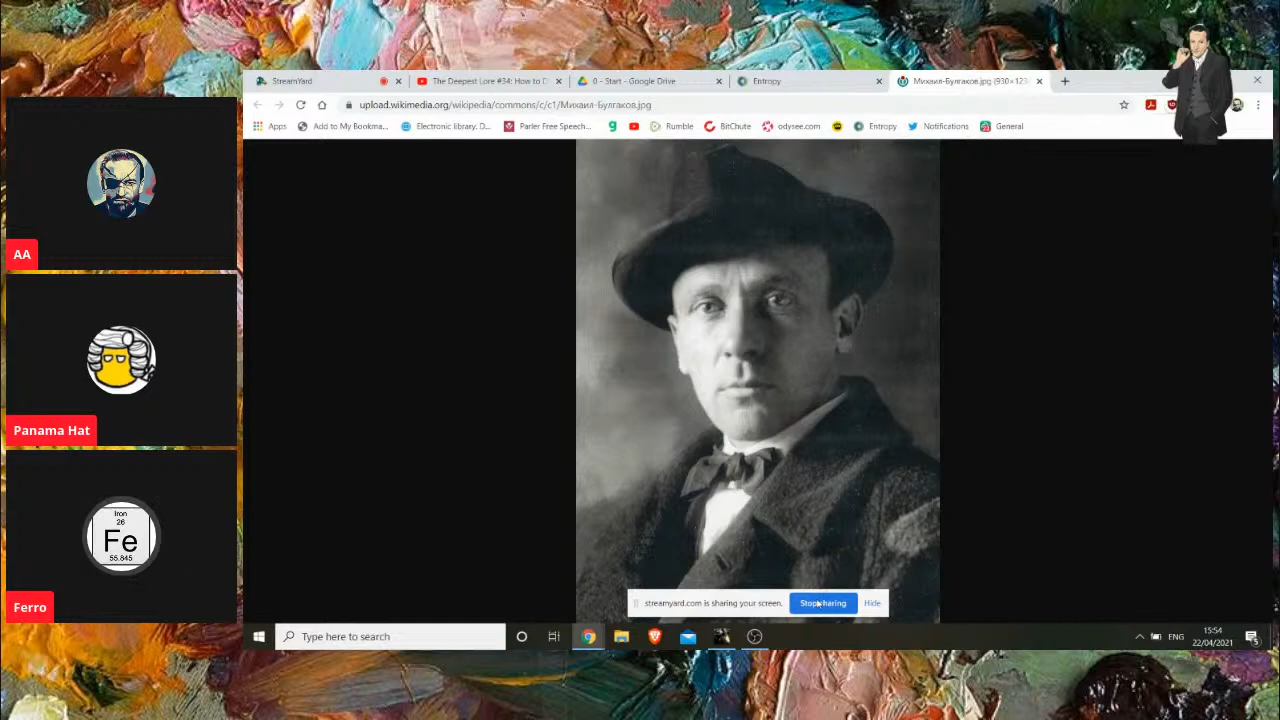 StreamYard
The Deepest Lore #34: How to D
0 - Start - Google Drive
Entropy
Михаил-Булгаков.jpg (930×123
upload.wikimedia.org/wikipedia/commons/c/c1/Михаил-Булгаков.jpg
Apps
Add to My Bookma...
Electronic library. D...
Parler Free Speech...
Rumble
BitChute
odysee.com
Entropy
Notifications
General
AA
Panama Hat
Iron
26
Fe
55.845
Ferro
streamyard.com is sharing your screen.
Stop sharing
Hide
Type here to search
ENG
15:54
22/04/2021